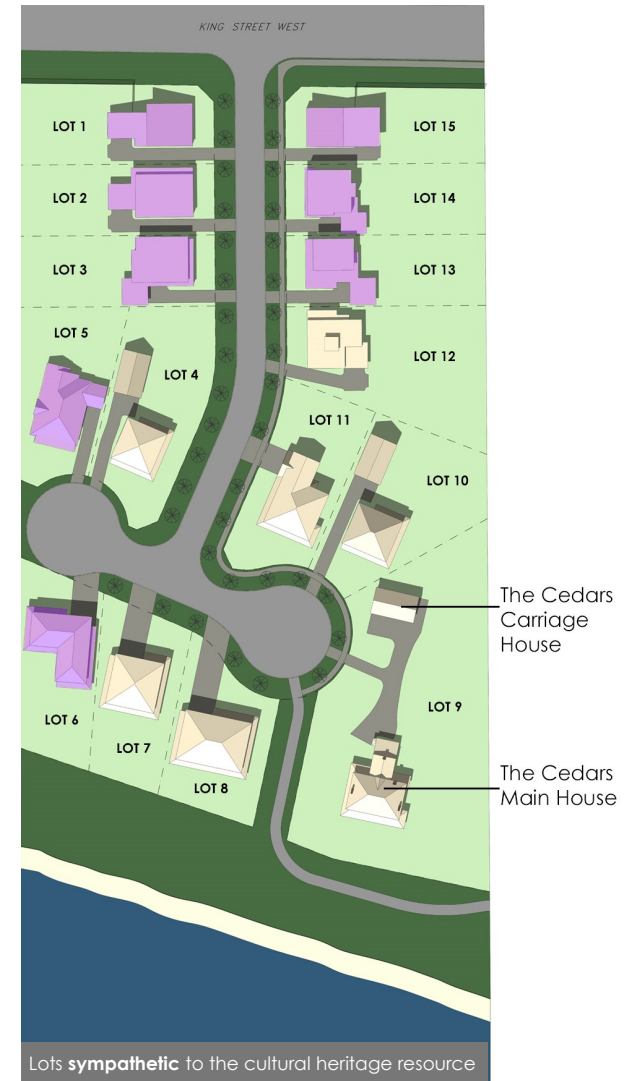 KING STREET WEST
LOT 1
LOT 15
LOT 2
LOT 14
LOT 3
LOT 13
LOT 5
LOT 12
LOT 4
LOT 11
LOT 10
The Cedars
Carriage
House
LOT 9
LOT 6
LOT 7
The Cedars
Main House
LOT 8
Lots sympathetic to the cultural heritage resource